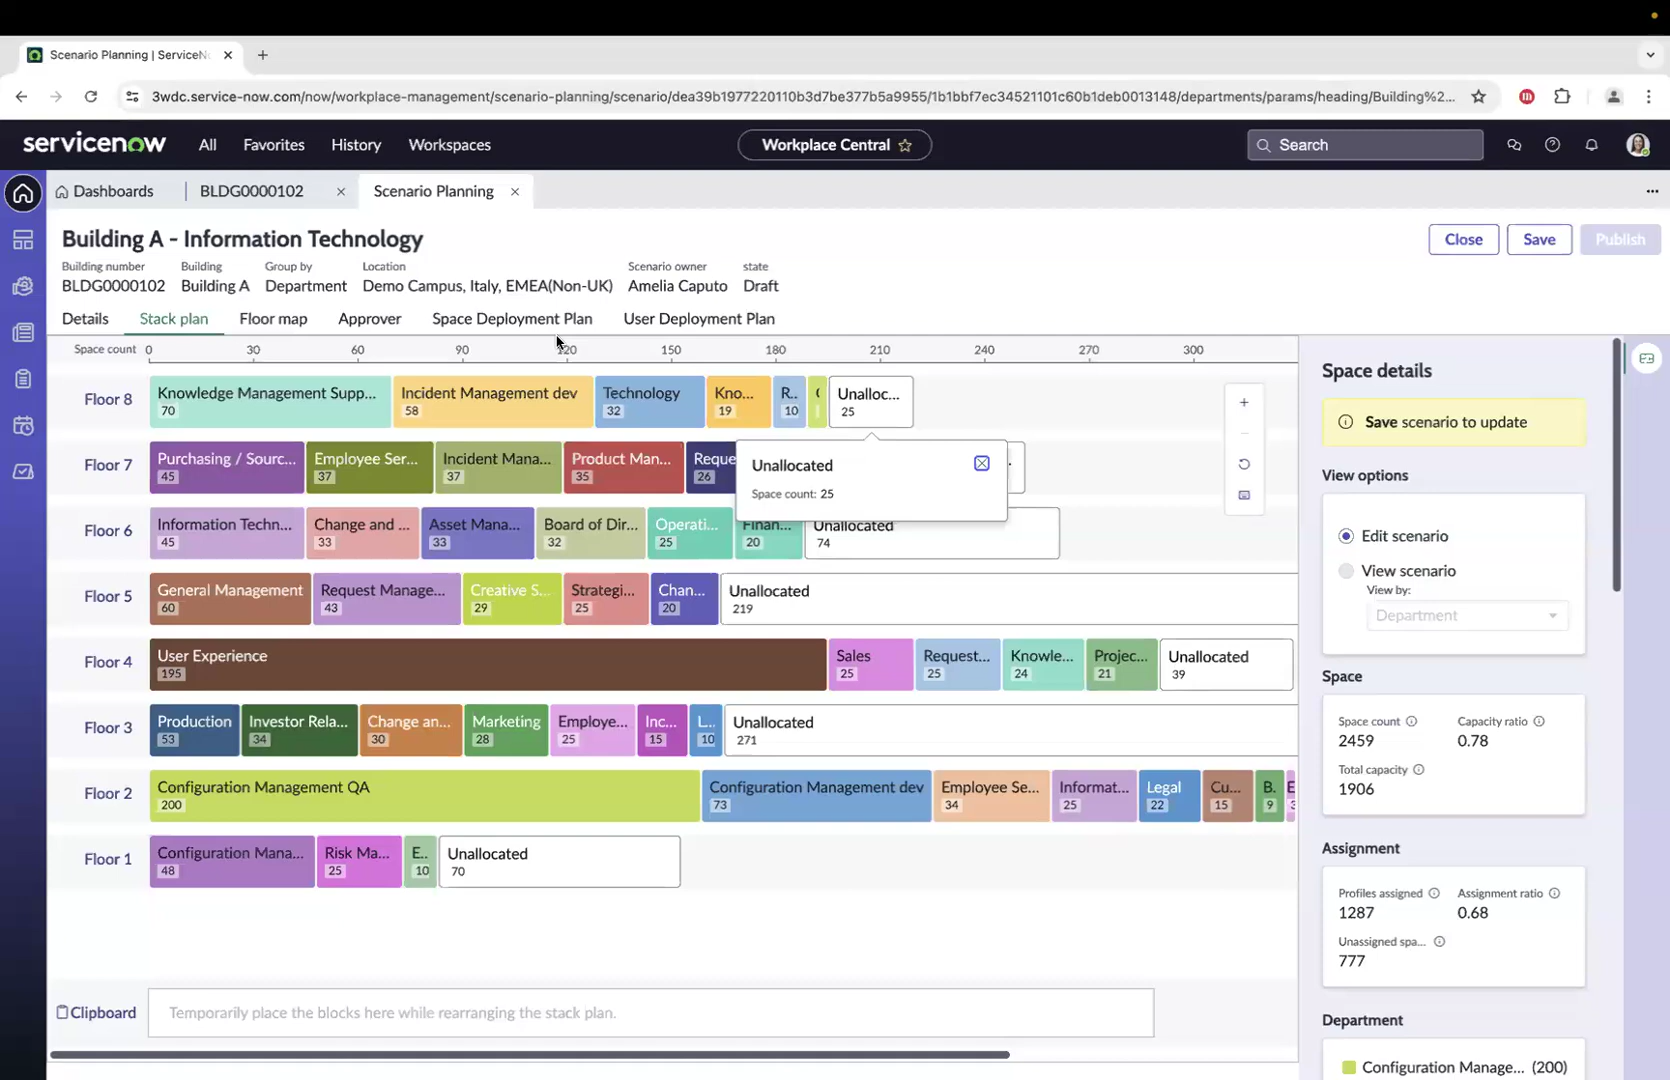 Scenario Planning | ServiceN
3wdc.service-now.com/now/workplace-management/scenario-planning/scenario/dea39b1977220110b3d7be377b5a9955/1b1bbf7ec34521101c60b1deb0013148/departments/params/heading/Building%2...
servicenow All Favorites History Workspaces Workplace Central Search
Dashboards BLDG0000102 Scenario Planning
Building A - Information Technology
Close Save Publish
Building number Building Group by Location Scenario owner state
BLDG0000102 Building A Department Demo Campus, Italy, EMEA(Non-UK) Amelia Caputo Draft
Details Stack plan Floor map Approver Space Deployment Plan User Deployment Plan
Space count 0 30 60 90 120 150 180 210 240 270 300
Floor 8
Knowledge Management Supp... Incident Management dev Technology Kno... R.. Unalloc...
70 58 32 19 10 25
Floor 7
Purchasing / Sourc... Employee Ser... Incident Mana... Product Man... Reque
45 37 37 35 26
Unallocated
Space count: 25
Floor 6
Information Techn... Change and ... Asset Mana... Board of Dir... Operati... Finan... Unallocated
45 33 33 32 25 20 74
Floor 5
General Management Request Manage... Creative S... Strategi... Chan... Unallocated
60 43 29 25 20 219
Floor 4
User Experience Sales Request... Knowle... Projec... Unallocated
195 25 25 24 21 39
Floor 3
Production Investor Rela... Change an... Marketing Employe... Inc... L.. Unallocated
53 34 30 28 25 15 10 271
Floor 2
Configuration Management QA Configuration Management dev Employee Se... Informat... Legal Cu... B. E
200 73 34 25 22 15 9 3
Floor 1
Configuration Mana... Risk Ma... E.. Unallocated
48 25 10 70
Clipboard
Temporarily place the blocks here while rearranging the stack plan.
Space details
Save scenario to update
View options
Edit scenario
View scenario
View by:
Department
Space
Space count Capacity ratio
2459 0.78
Total capacity
1906
Assignment
Profiles assigned Assignment ratio
1287 0.68
Unassigned spa...
777
Department
Configuration Manage... (200)